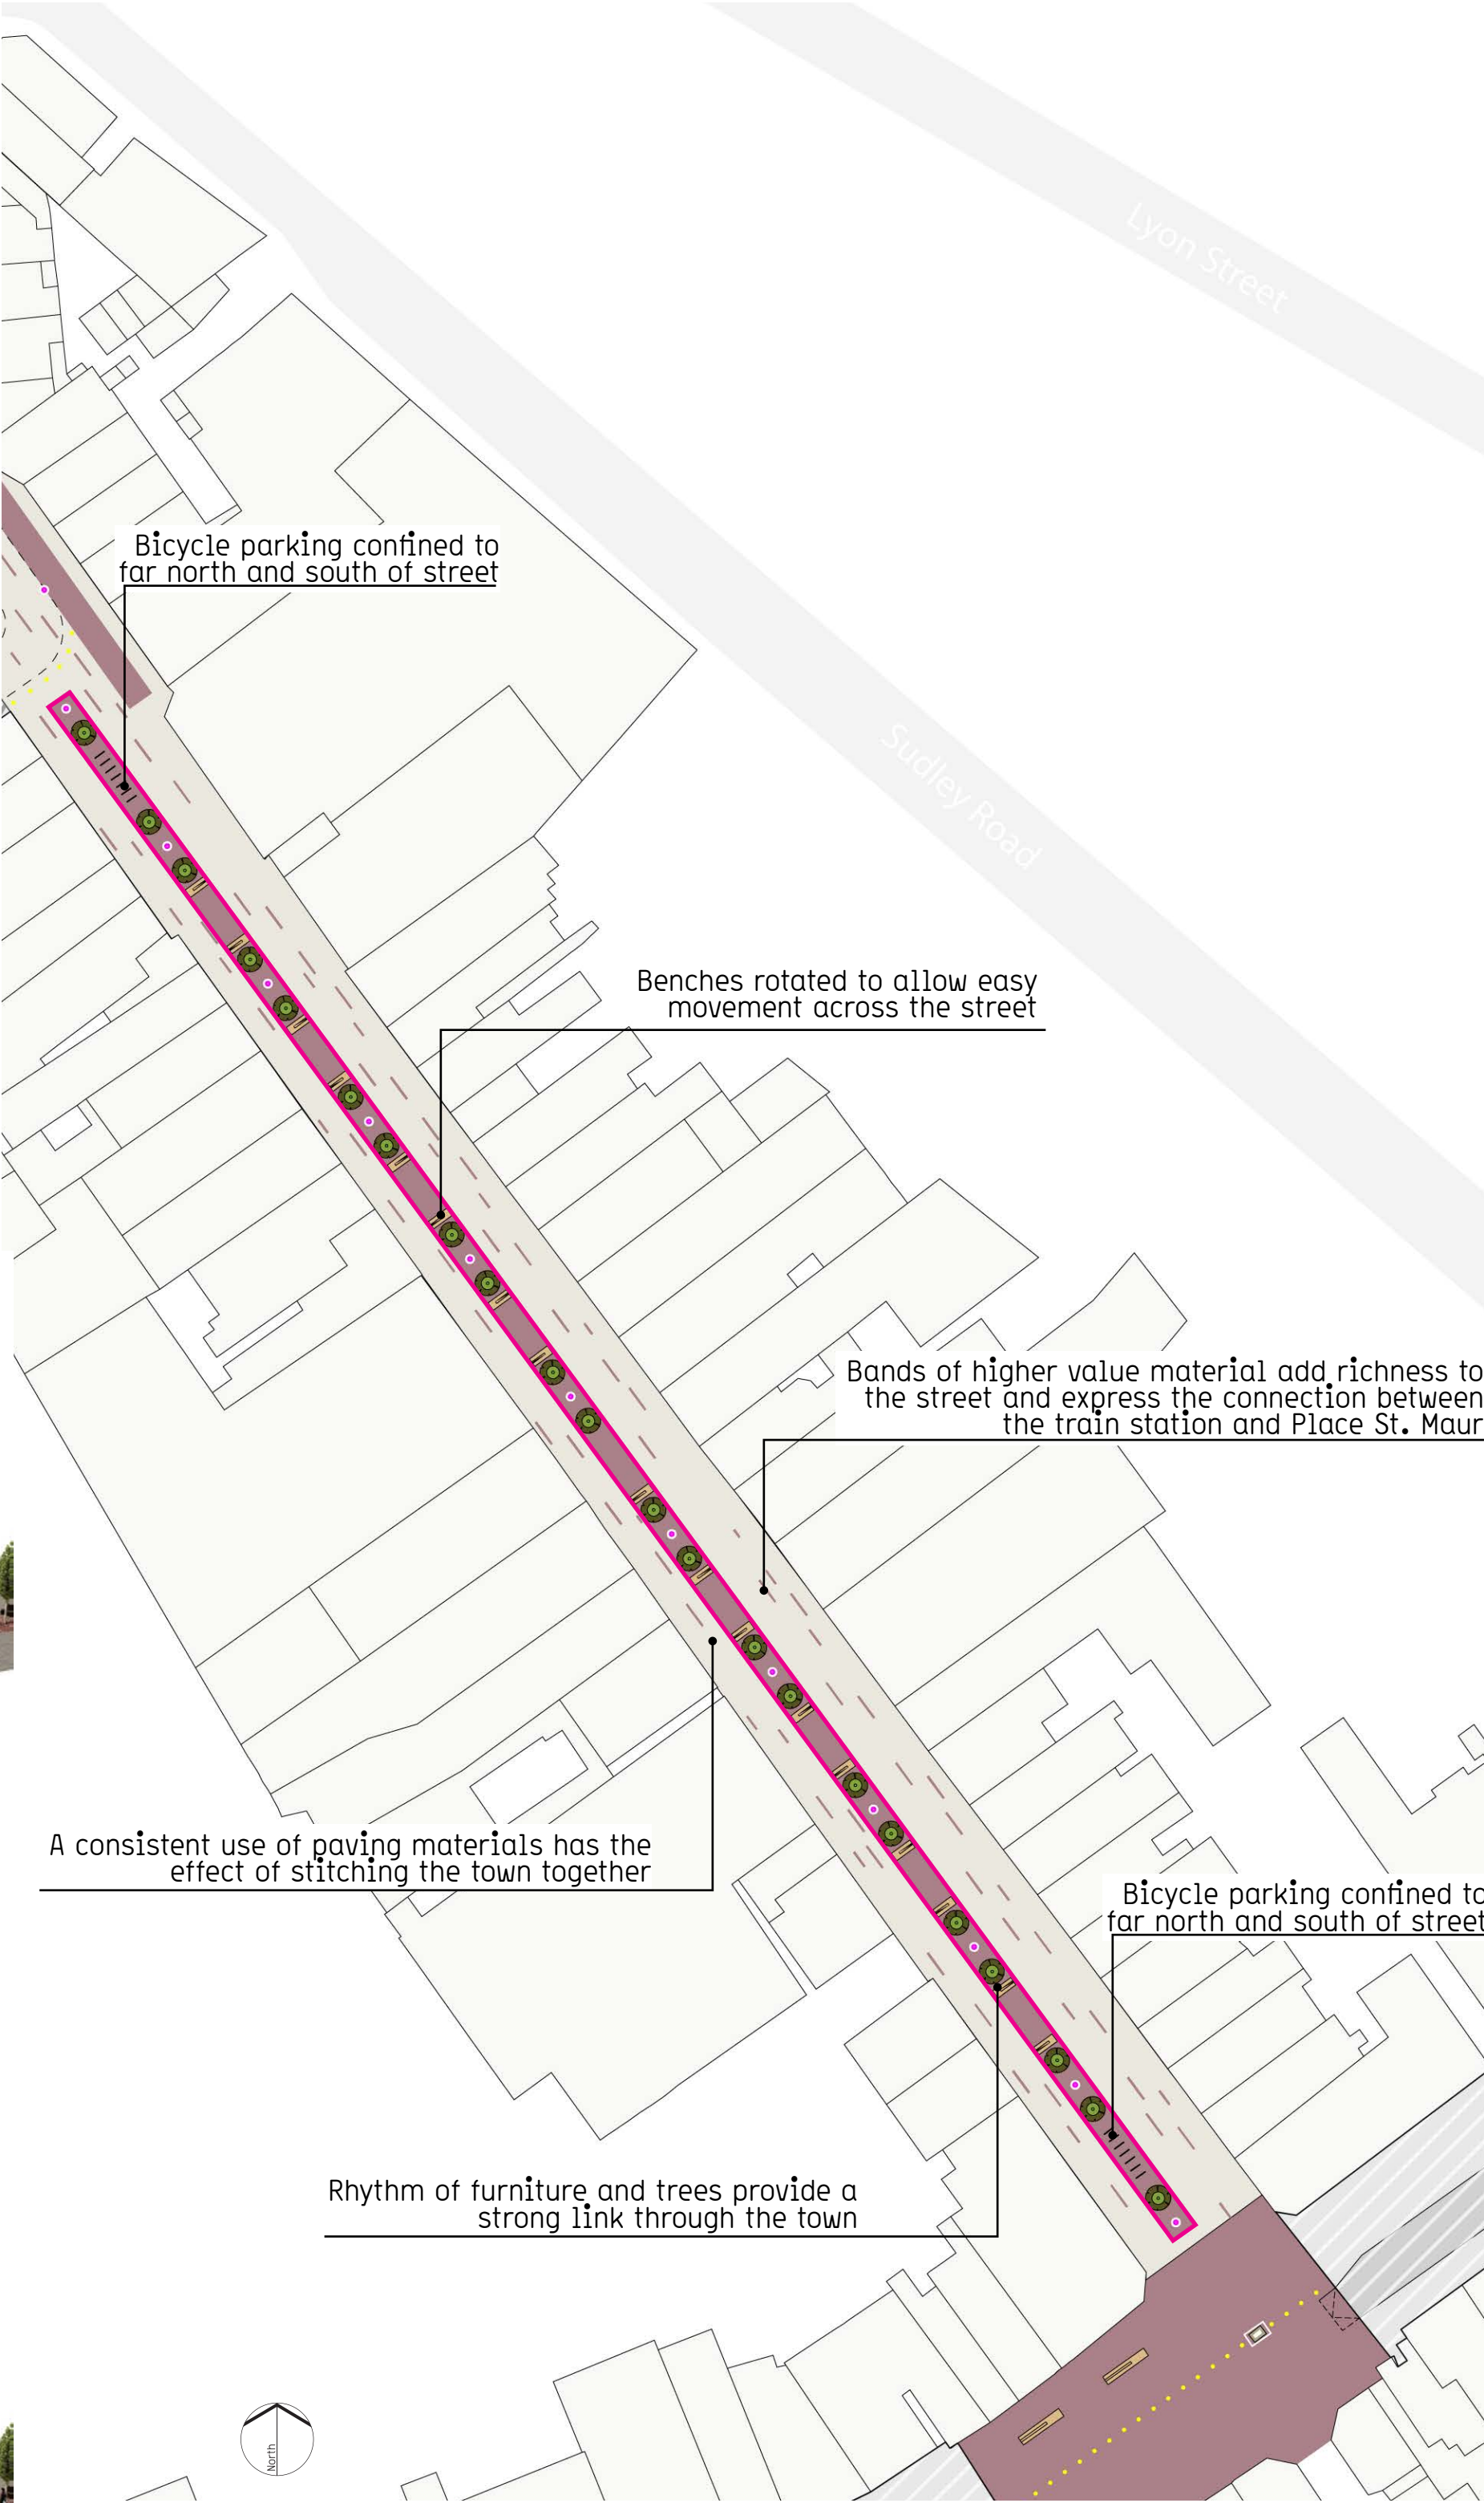 Lyon Street
Bicycle parking confined to
far north and south of street
Sudley Road
Benches rotated to allow easy
movement across the street
Bands of higher value material add richness to
the street and express the connection between
the train station and Place St. Maur
A consistent use of paving materials has the
effect of stitching the town together
Bicycle parking confined to
far north and south of street
Rhythm of furniture and trees provide a
strong link through the town
North